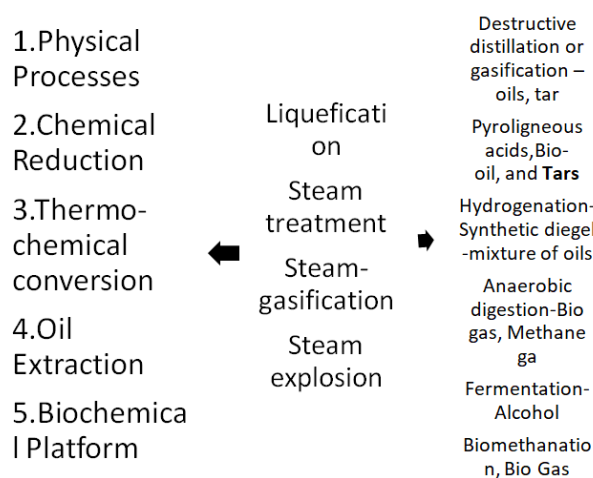 1.Physical
Processes
2.Chemical
Reduction
3.Thermo-
chemical
conversion
4.Oil
Extraction
5.Biochemica
l Platform
Liqueficati
on
Steam
treatment
Steam-
gasification
Steam
explosion
Destructive
distillation or
gasification –
oils, tar
Pyroligneous
acids,Bio-
oil, and Tars
Hydrogenation-
Synthetic diegel
-mixture of oils
Anaerobic
digestion-Bio
gas, Methane
ga
Fermentation-
Alcohol
Biomethanatio
n, Bio Gas